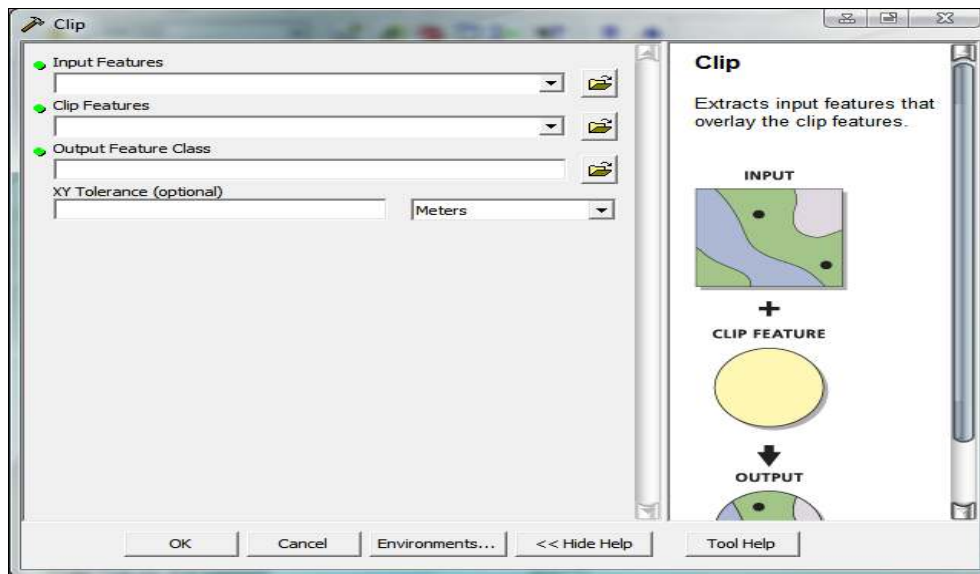 Clip
Input Features
Clip Features
Output Feature Class
XY Tolerance (optional)
Meters
OK
Cancel
Environments...
<< Hide Help
Tool Help
Clip
Extracts input features that
overlay the clip features.
INPUT
+
CLIP FEATURE
OUTPUT